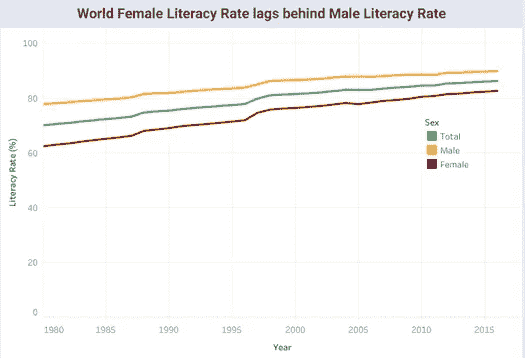 World Female Literacy Rate lags behind Male Literacy Rate
100
80
60
40
20
0
Literacy Rate (%)
Sex
Total
Male
Female
1980 1985 1990 1995 2000 2005 2010 2015
Year